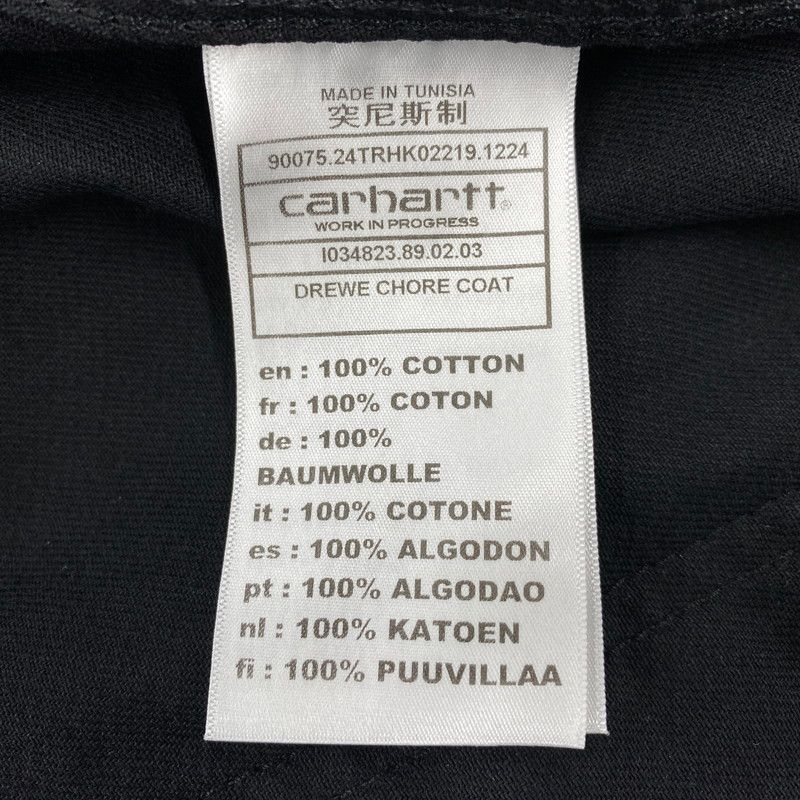 MADE IN TUNISIA
突尼斯制
90075.24TRHK02219.1224
carhartt®
WORK IN PROGRESS
I034823.89.02.03
DREWE CHORE COAT
en : 100% COTTON
fr : 100% COTON
de : 100%
BAUMWOLLE
it : 100% COTONE
es : 100% ALGODON
pt : 100% ALGODAO
nl : 100% KATOEN
fi : 100% PUUVILLAA